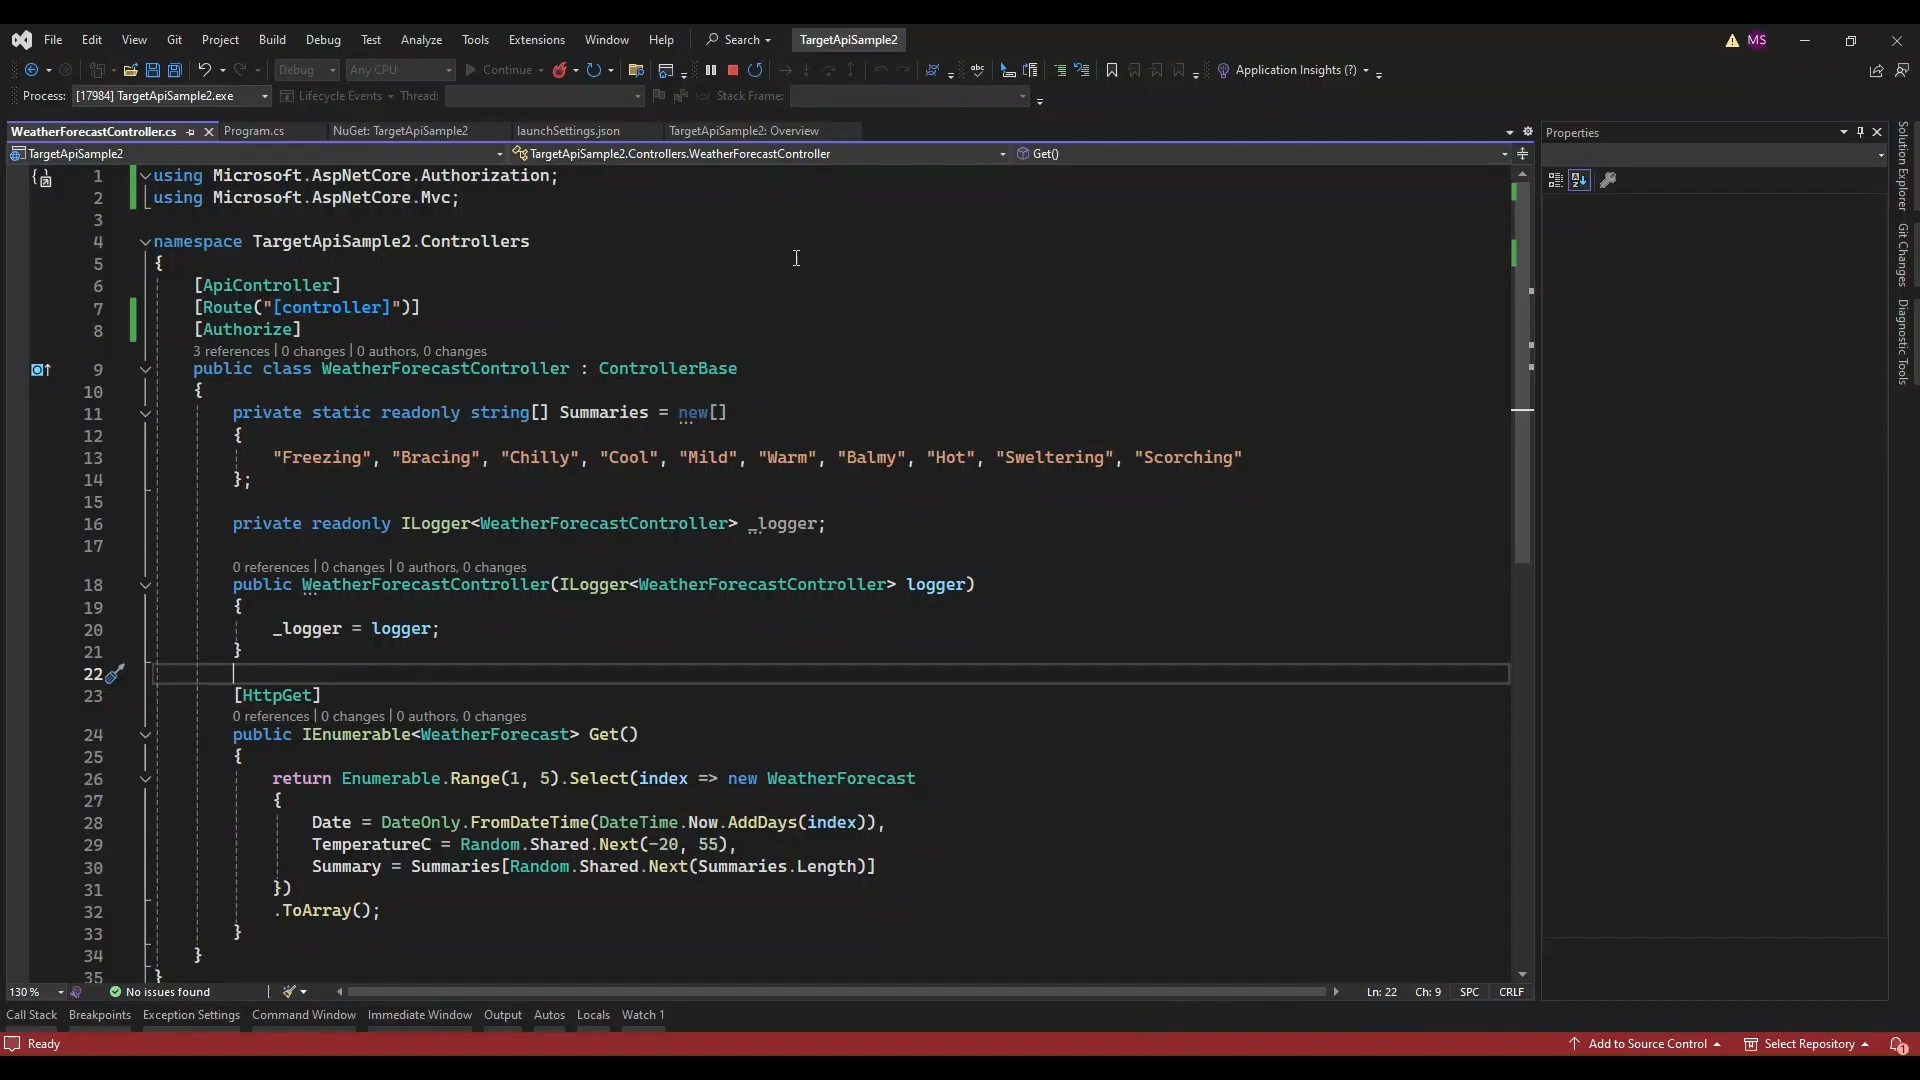 File Edit View Git Project Build Debug Test Analyze Tools Extensions Window Help Search TargetApiSample2 MS
Debug Any CPU Continue Application Insights (?)
Process: [17984] TargetApiSample2.exe Lifecycle Events Thread: Stack Frame:
WeatherForecastController.cs Program.cs NuGet: TargetApiSample2 launchSettings.json TargetApiSample2: Overview
Properties
TargetApiSample2 TargetApiSample2.Controllers.WeatherForecastController Get()
1 using Microsoft.AspNetCore.Authorization;
2 using Microsoft.AspNetCore.Mvc;
3
4 namespace TargetApiSample2.Controllers
5 {
6 [ApiController]
7 [Route("[controller]")]
8 [Authorize]
3 references | 0 changes | 0 authors, 0 changes
9 public class WeatherForecastController : ControllerBase
10 {
11 private static readonly string[] Summaries = new[]
12 {
13 "Freezing", "Bracing", "Chilly", "Cool", "Mild", "Warm", "Balmy", "Hot", "Sweltering", "Scorching"
14 };
15
16 private readonly ILogger<WeatherForecastController> _logger;
17
0 references | 0 changes | 0 authors, 0 changes
18 public WeatherForecastController(ILogger<WeatherForecastController> logger)
19 {
20 _logger = logger;
21 }
22
23 [HttpGet]
0 references | 0 changes | 0 authors, 0 changes
24 public IEnumerable<WeatherForecast> Get()
25 {
26 return Enumerable.Range(1, 5).Select(index => new WeatherForecast
27 {
28 Date = DateOnly.FromDateTime(DateTime.Now.AddDays(index)),
29 TemperatureC = Random.Shared.Next(-20, 55),
30 Summary = Summaries[Random.Shared.Next(Summaries.Length)]
31 })
32 .ToArray();
33 }
34 }
35 }
Solution Explorer
Git Changes
Diagnostic Tools
130 % No issues found Ln: 22 Ch: 9 SPC CRLF
Call Stack Breakpoints Exception Settings Command Window Immediate Window Output Autos Locals Watch 1
Ready Add to Source Control Select Repository 1